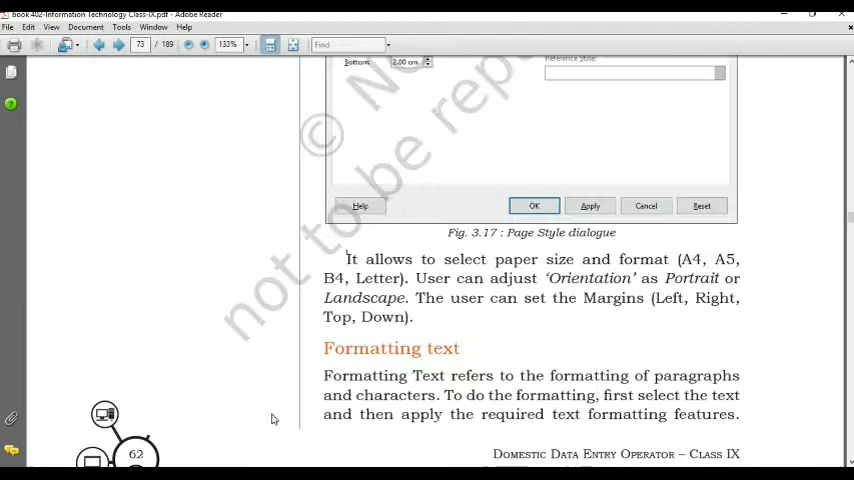 book 402-Information Technology Class-IX.pdf - Adobe Reader
File Edit View Document Tools Window Help
73 / 189 133% Find
Bottom: 2.00 cm Reference Style:
© No
not to be repu
Help OK Apply Cancel Reset
Fig. 3.17 : Page Style dialogue
It allows to select paper size and format (A4, A5,
B4, Letter). User can adjust ‘Orientation’ as Portrait or
Landscape. The user can set the Margins (Left, Right,
Top, Down).
Formatting text
Formatting Text refers to the formatting of paragraphs
and characters. To do the formatting, first select the text
and then apply the required text formatting features.
62
DOMESTIC DATA ENTRY OPERATOR – CLASS IX